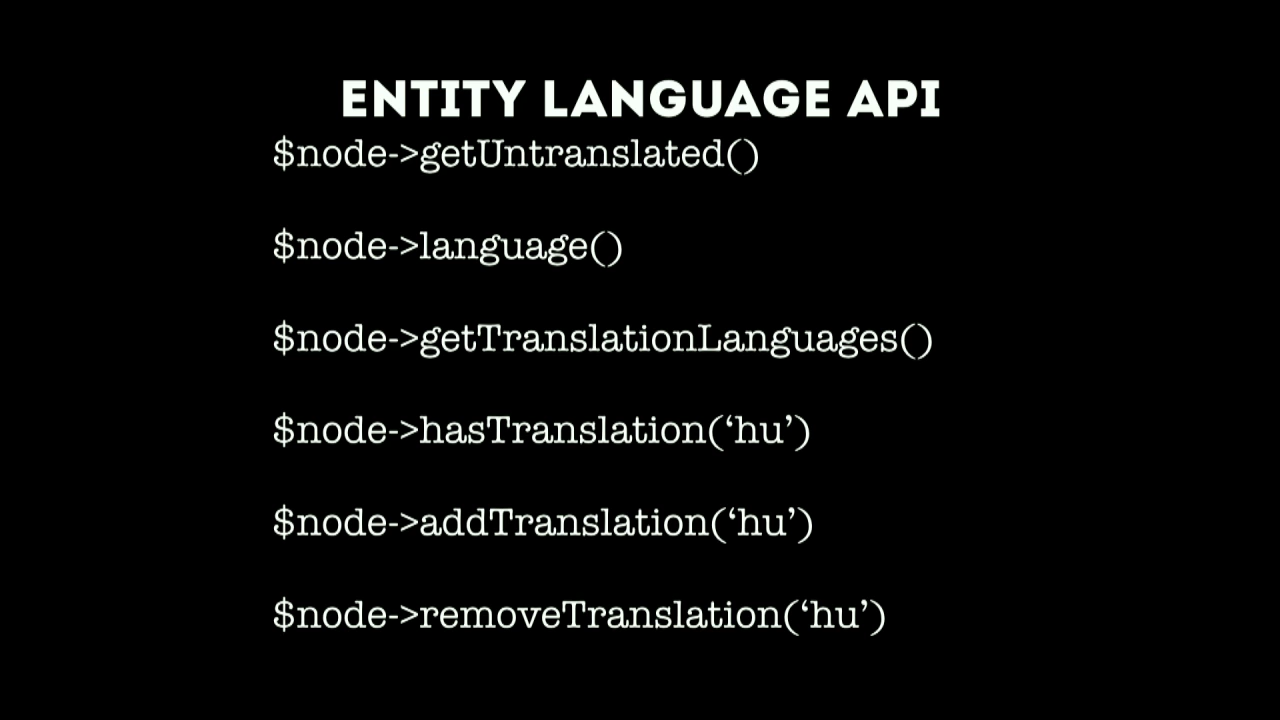 ENTITY LANGUAGE API
$node->getUntranslated()
$node->language()
$node->getTranslationLanguages()
$node->hasTranslation(‘hu’)
$node->addTranslation(‘hu’)
$node->removeTranslation(‘hu’)